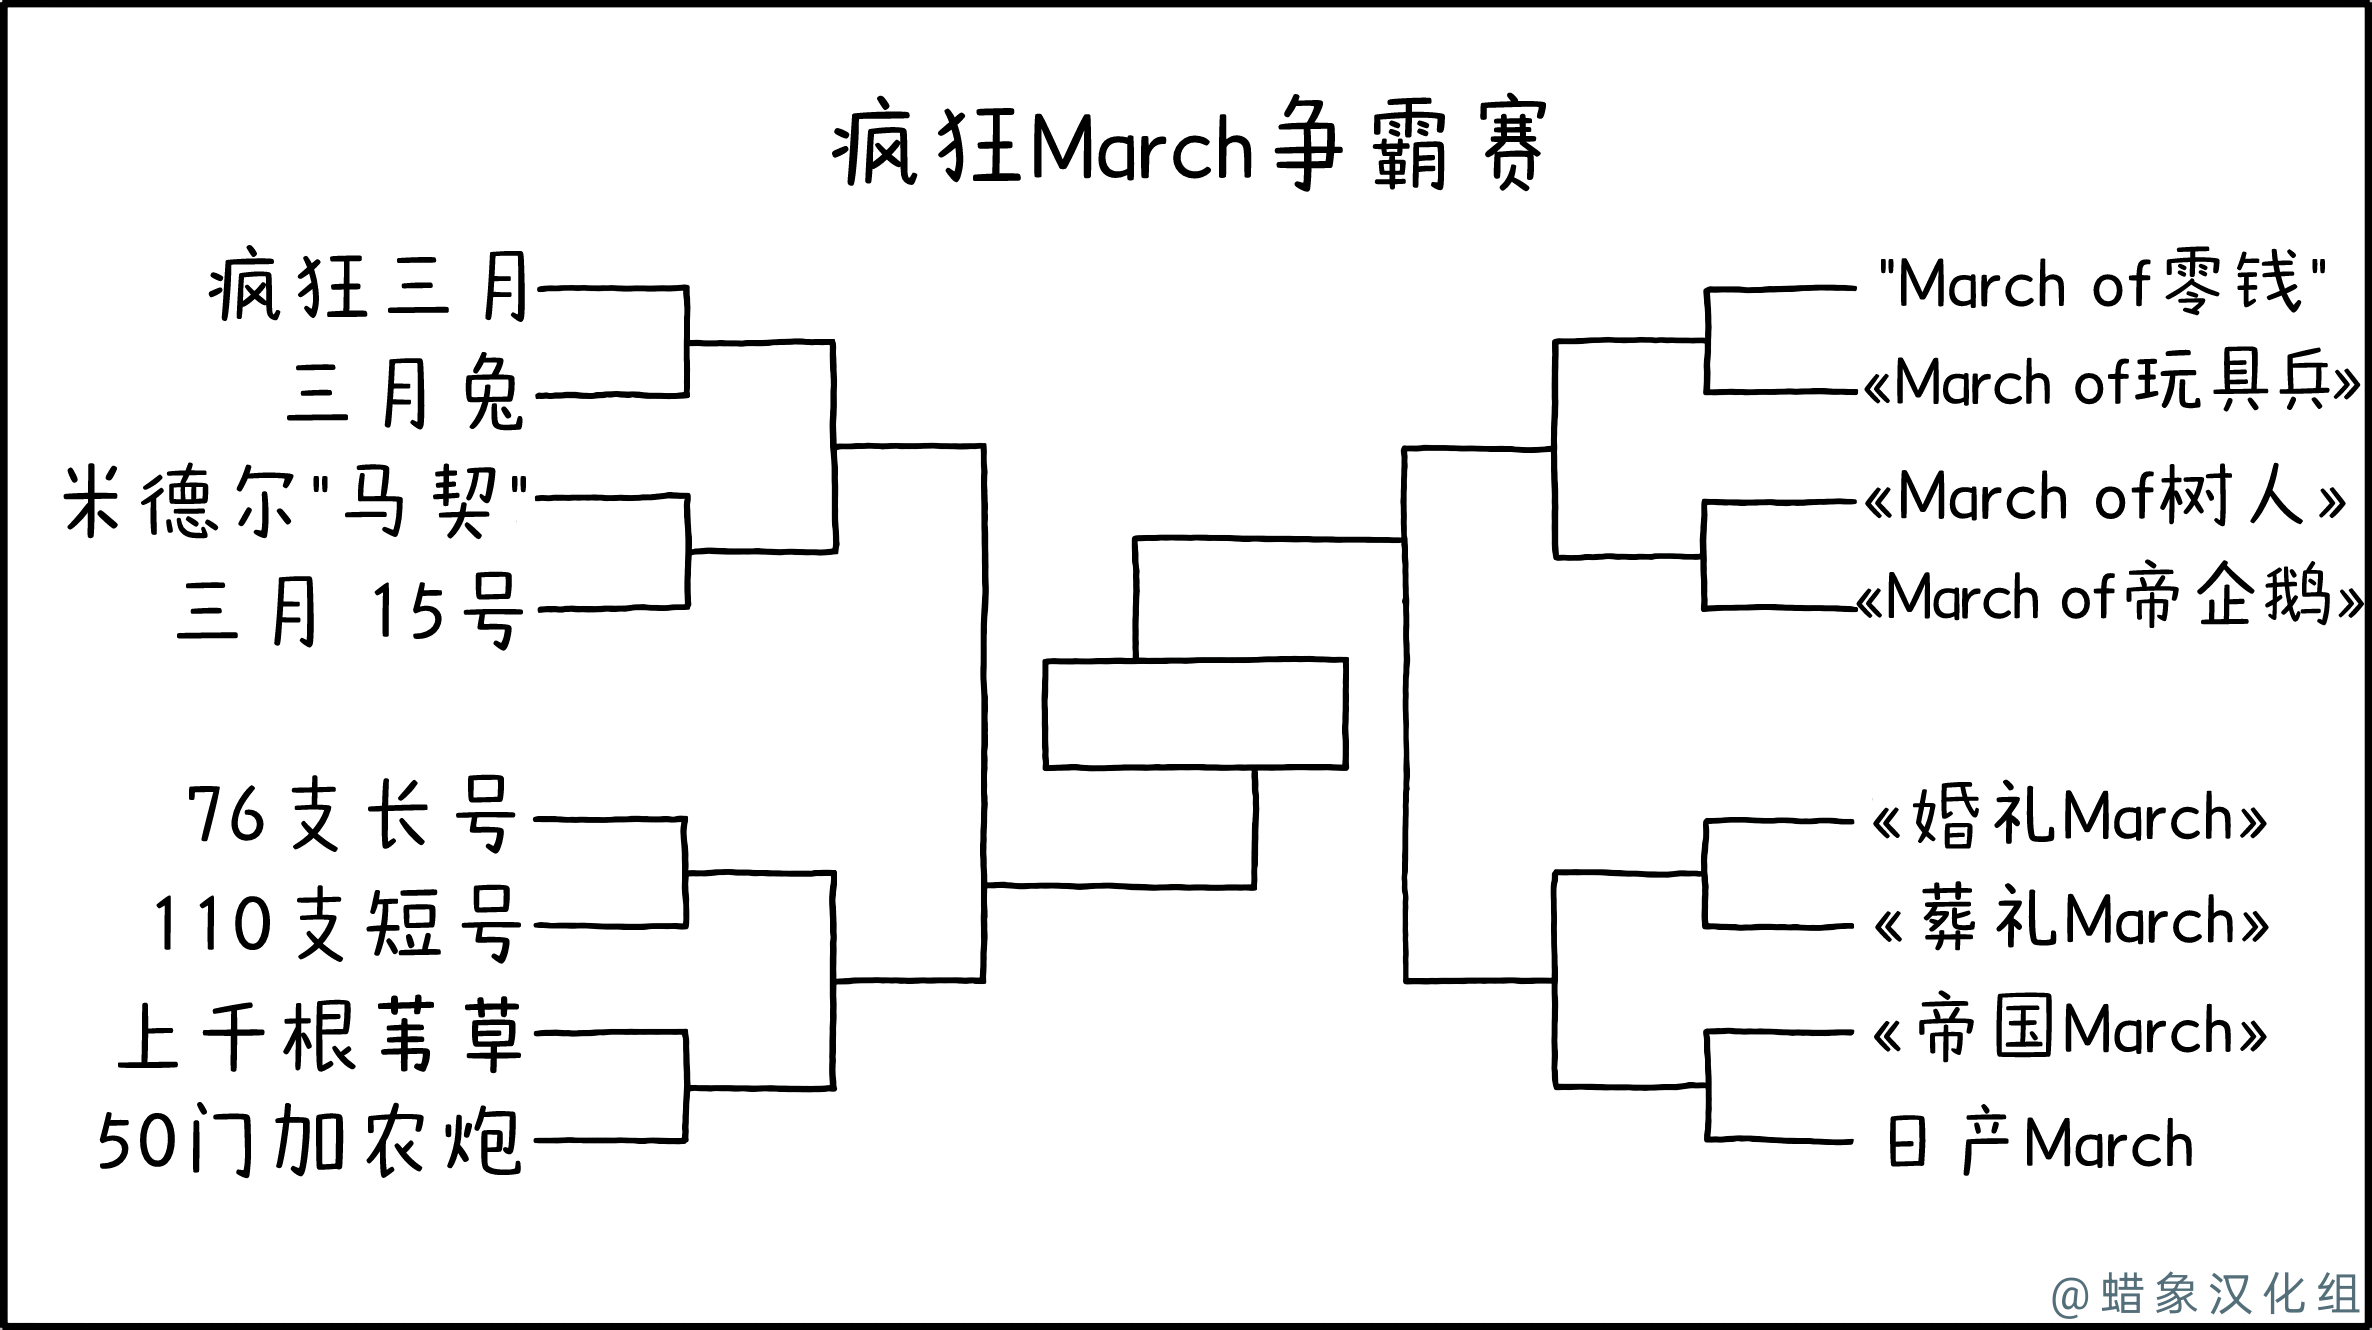 疯狂March争霸赛
疯狂三月
三月兔
米德尔"马契"
三月 15号
76支长号
110支短号
上千根苇草
50门加农炮
"March of零钱"
«March of玩具兵»
«March of树人»
«March of帝企鹅»
«婚礼March»
«葬礼March»
«帝国March»
日产March
@蜡象汉化组